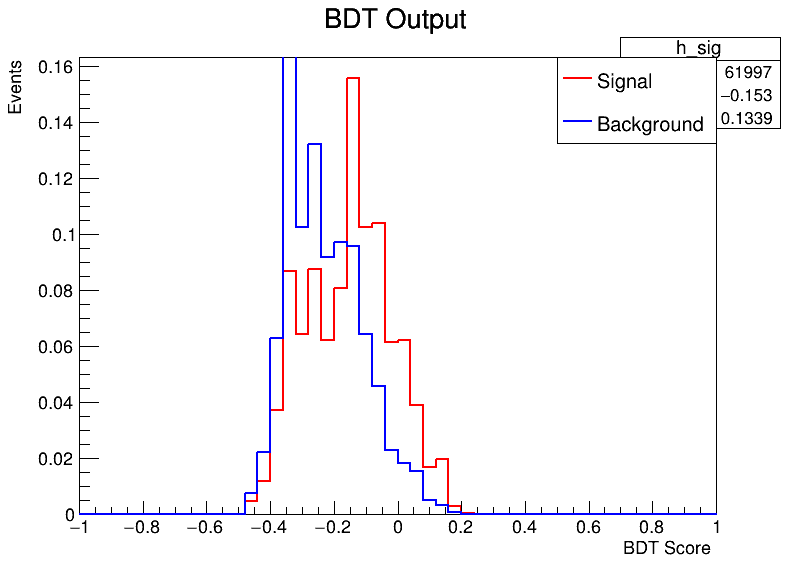 BDT Output
h_sig
61997
−0.153
0.1339
Signal
Background
Events
0.16
0.14
0.12
0.1
0.08
0.06
0.04
0.02
0
−1 −0.8 −0.6 −0.4 −0.2 0 0.2 0.4 0.6 0.8 1
BDT Score